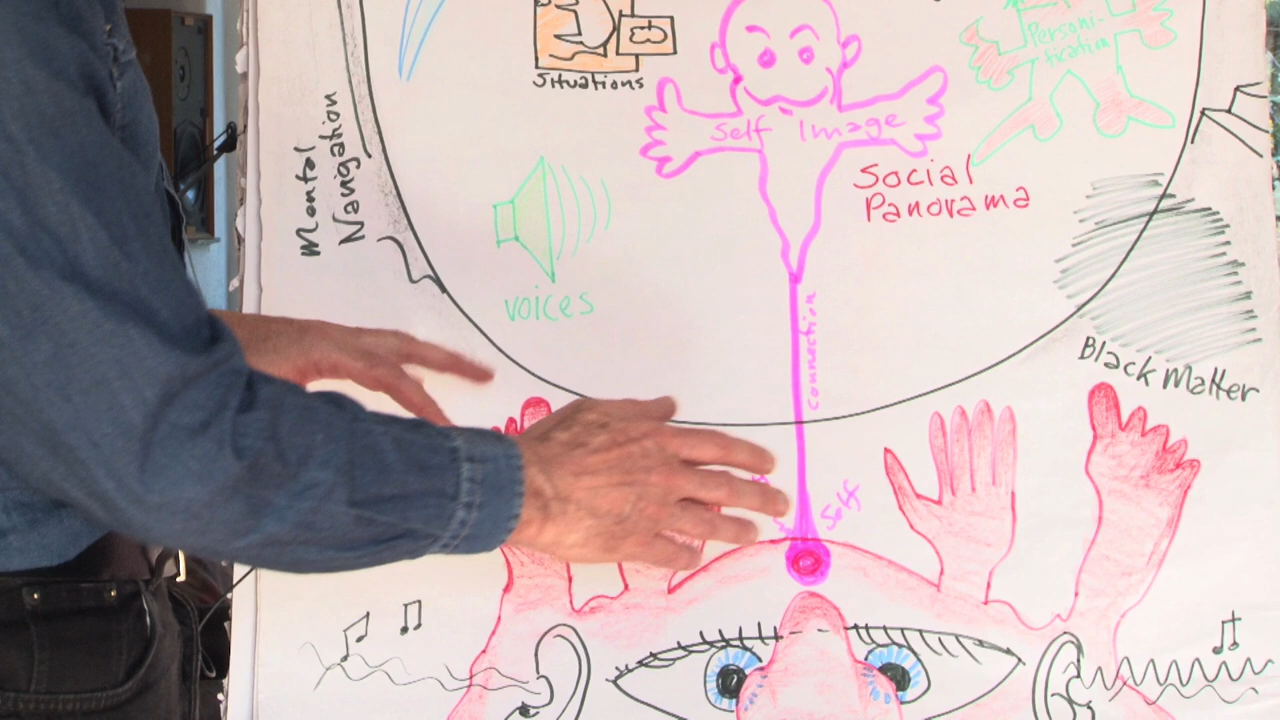 Personi-
fication
Situations
Self Image
Mental
Navigation
Social
Panorama
voices
connection
Black Matter
Self